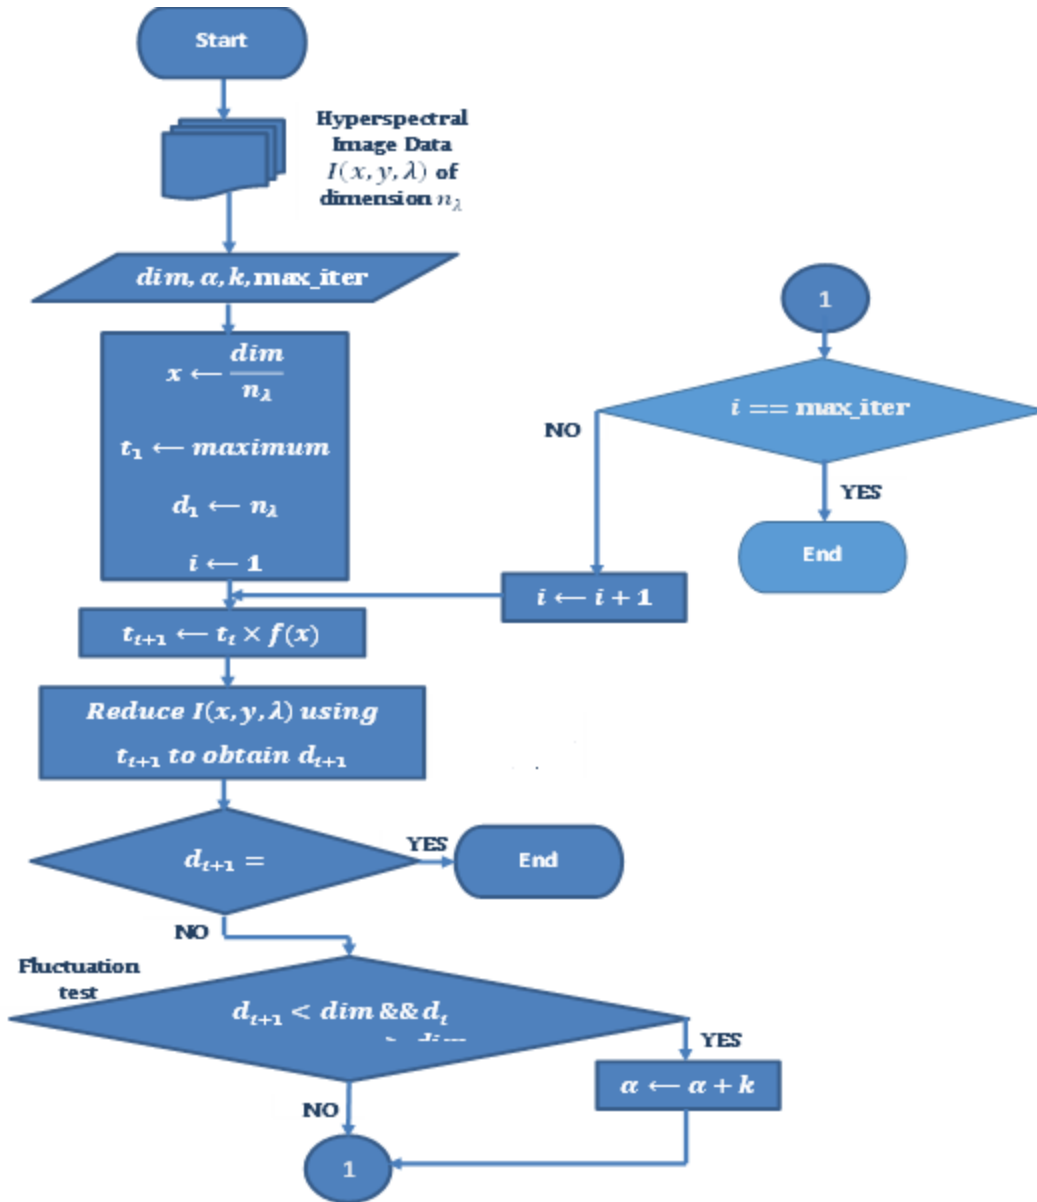 Start
Hyperspectral
Image Data
I(x, y, λ) of
dimension n_λ
dim, α, k, max_iter
x ← dim / n_λ
t₁ ← maximum
d₁ ← n_λ
i ← 1
t_{i+1} ← t_i × f(x)
Reduce I(x, y, λ) using
t_{i+1} to obtain d_{i+1}
d_{i+1} =
YES
End
NO
Fluctuation
test
d_{i+1} < dim && d_i
YES
α ← α + k
NO
1
1
i == max_iter
NO
YES
End
i ← i + 1